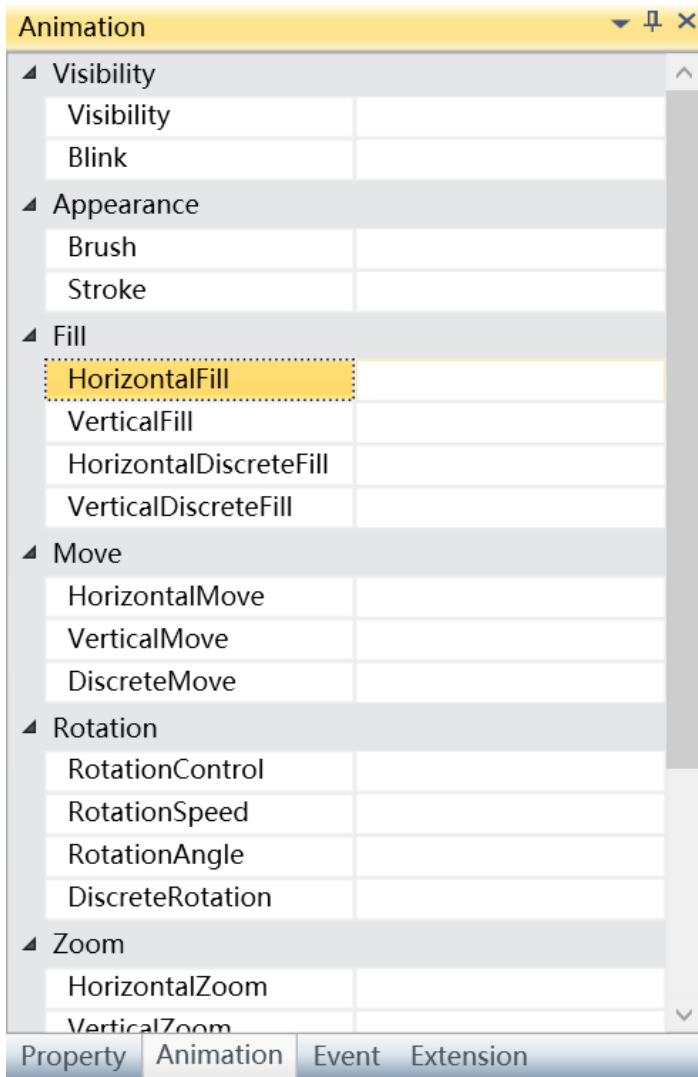 Animation
Visibility
Visibility
Blink
Appearance
Brush
Stroke
Fill
HorizontalFill
VerticalFill
HorizontalDiscreteFill
VerticalDiscreteFill
Move
HorizontalMove
VerticalMove
DiscreteMove
Rotation
RotationControl
RotationSpeed
RotationAngle
DiscreteRotation
Zoom
HorizontalZoom
VerticalZoom
Property Animation Event Extension